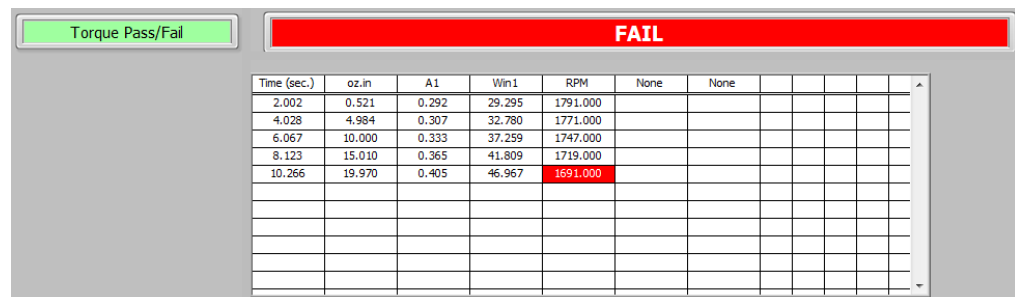 Torque Pass/Fail
FAIL
Time (sec.) oz.in A1 Win1 RPM None None
2.002 0.521 0.292 29.295 1791.000
4.028 4.984 0.307 32.780 1771.000
6.067 10.000 0.333 37.259 1747.000
8.123 15.010 0.365 41.809 1719.000
10.266 19.970 0.405 46.967 1691.000